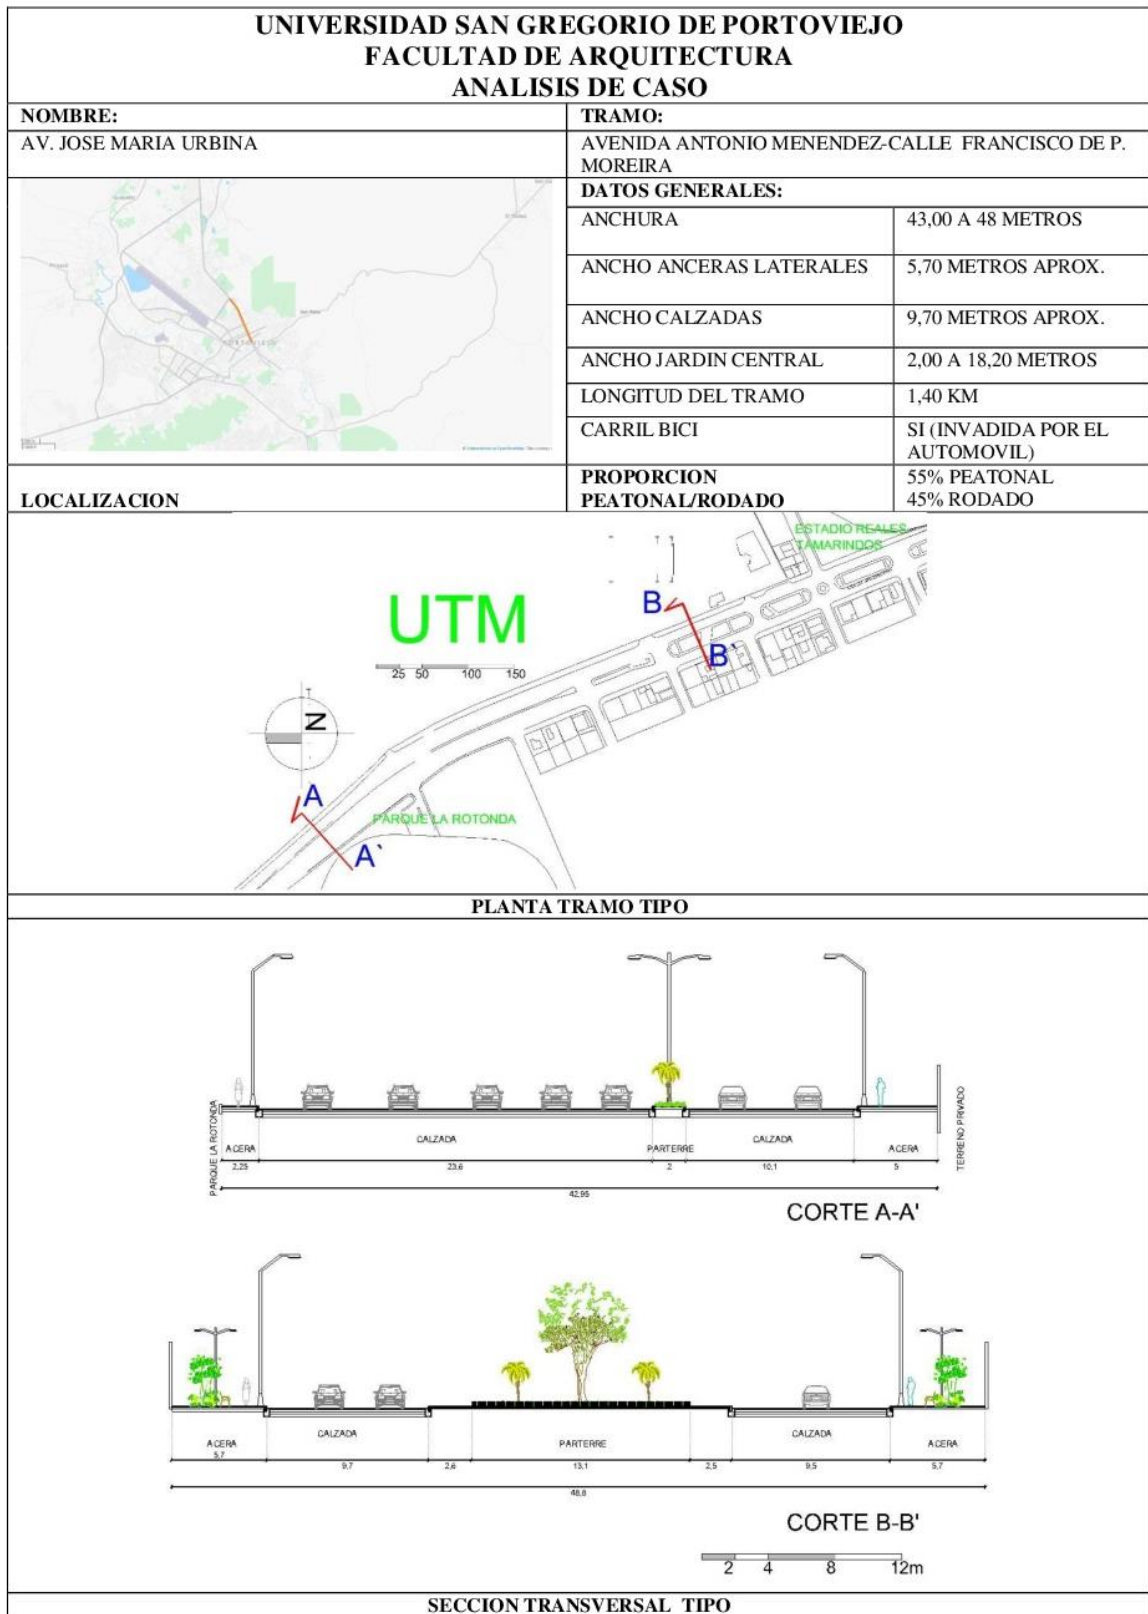 UNIVERSIDAD SAN GREGORIO DE PORTOVIEJO
FACULTAD DE ARQUITECTURA
ANALISIS DE CASO
NOMBRE:
TRAMO:
AV. JOSE MARIA URBINA
AVENIDA ANTONIO MENENDEZ-CALLE FRANCISCO DE P.
MOREIRA
DATOS GENERALES:
ANCHURA
43,00 A 48 METROS
ANCHO ANCERAS LATERALES
5,70 METROS APROX.
ANCHO CALZADAS
9,70 METROS APROX.
ANCHO JARDIN CENTRAL
2,00 A 18,20 METROS
LONGITUD DEL TRAMO
1,40 KM
CARRIL BICI
SI (INVADIDA POR EL
AUTOMOVIL)
LOCALIZACION
PROPORCION
PEATONAL/RODADO
55% PEATONAL
45% RODADO
ESTADIO REALES
TAMARINDOS
UTM
25 50 100 150
B
B`
N
A
A`
PARQUE LA ROTONDA
PLANTA TRAMO TIPO
PARQUE LA ROTONDA
ACERA
CALZADA
PARTERRE
CALZADA
ACERA
TERRENO PRIVADO
2,25
23,6
2
10,1
5
42,95
CORTE A-A'
ACERA
CALZADA
PARTERRE
CALZADA
ACERA
5,7
9,7
2,6
13,1
2,5
9,5
5,7
48,8
CORTE B-B'
2 4 8 12m
SECCION TRANSVERSAL TIPO